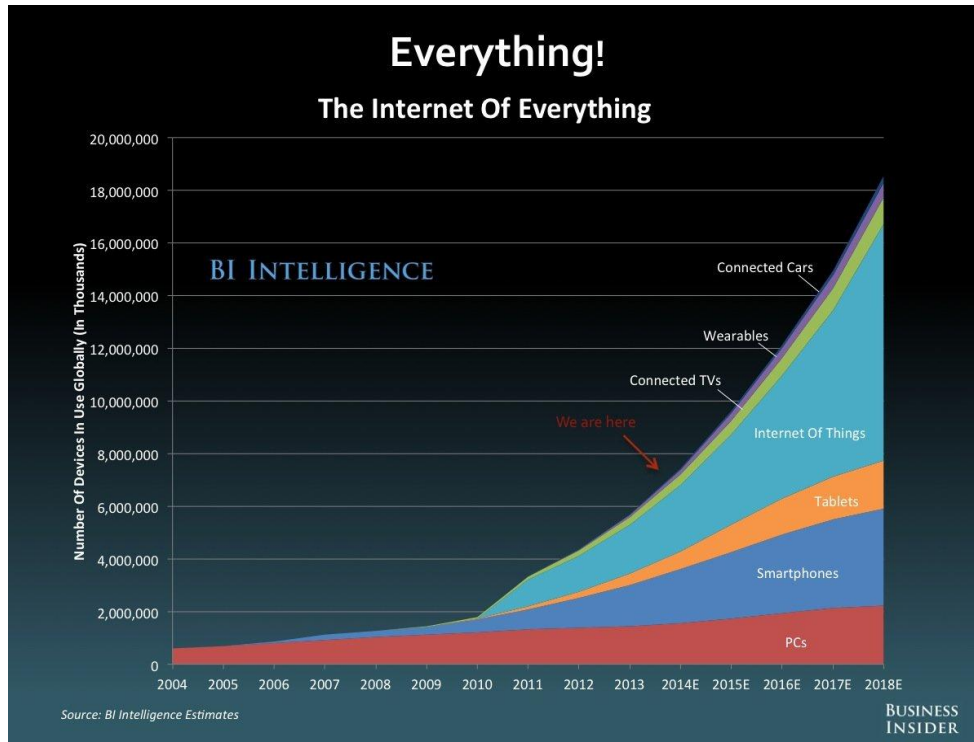 Everything!
The Internet Of Everything
Number Of Devices In Use Globally (In Thousands)
20,000,000
18,000,000
16,000,000
14,000,000
12,000,000
10,000,000
8,000,000
6,000,000
4,000,000
2,000,000
0
BI INTELLIGENCE
Connected Cars
Wearables
Connected TVs
We are here
Internet Of Things
Tablets
Smartphones
PCs
2004 2005 2006 2007 2008 2009 2010 2011 2012 2013 2014E 2015E 2016E 2017E 2018E
Source: BI Intelligence Estimates
BUSINESS
INSIDER